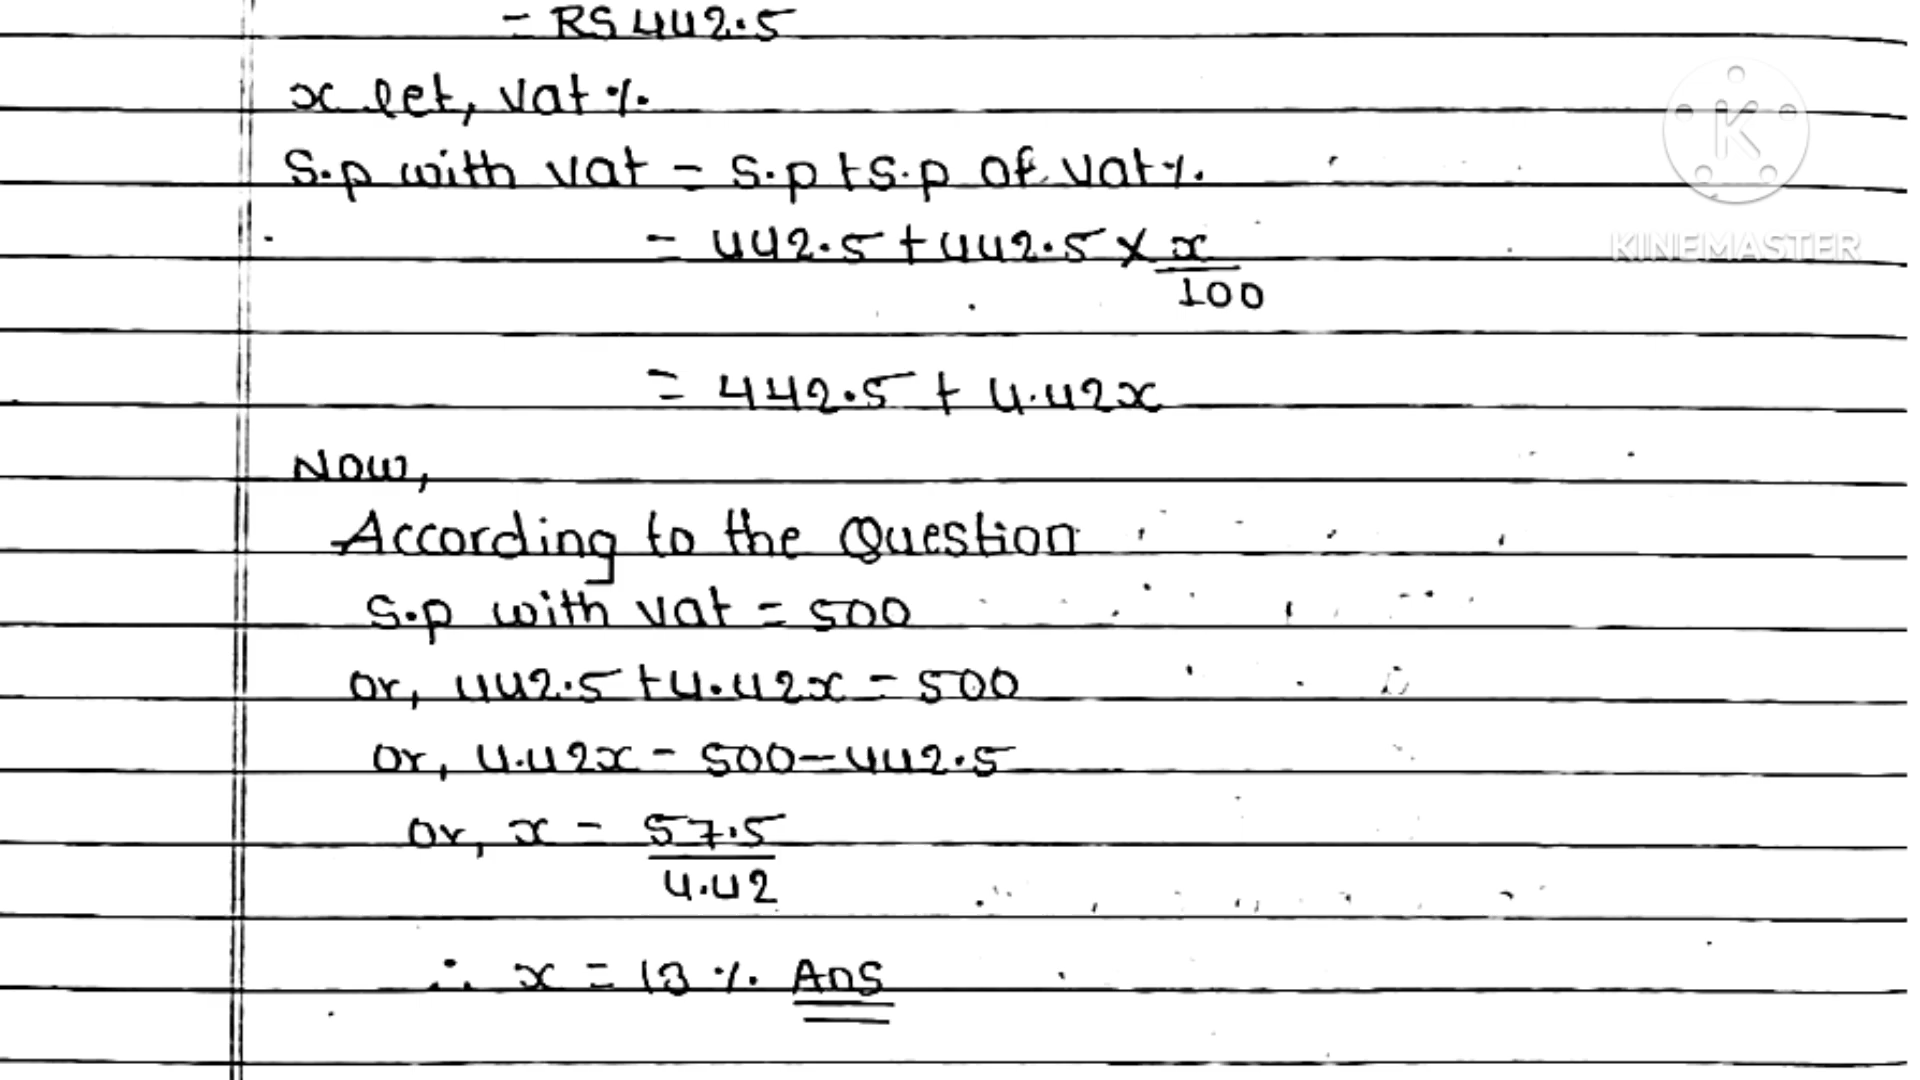 = RS 442.5
x let, vat %.
S.p with vat = S.p + S.p of vat %.
= 442.5 + 442.5 × x/100
= 442.5 + 4.42x
Now,
According to the Question
S.p with vat = 500
or, 442.5 + 4.42x = 500
or, 4.42x = 500 - 442.5
or, x = 57.5/4.42
∴ x = 13 %. Ans
K
KINEMASTER